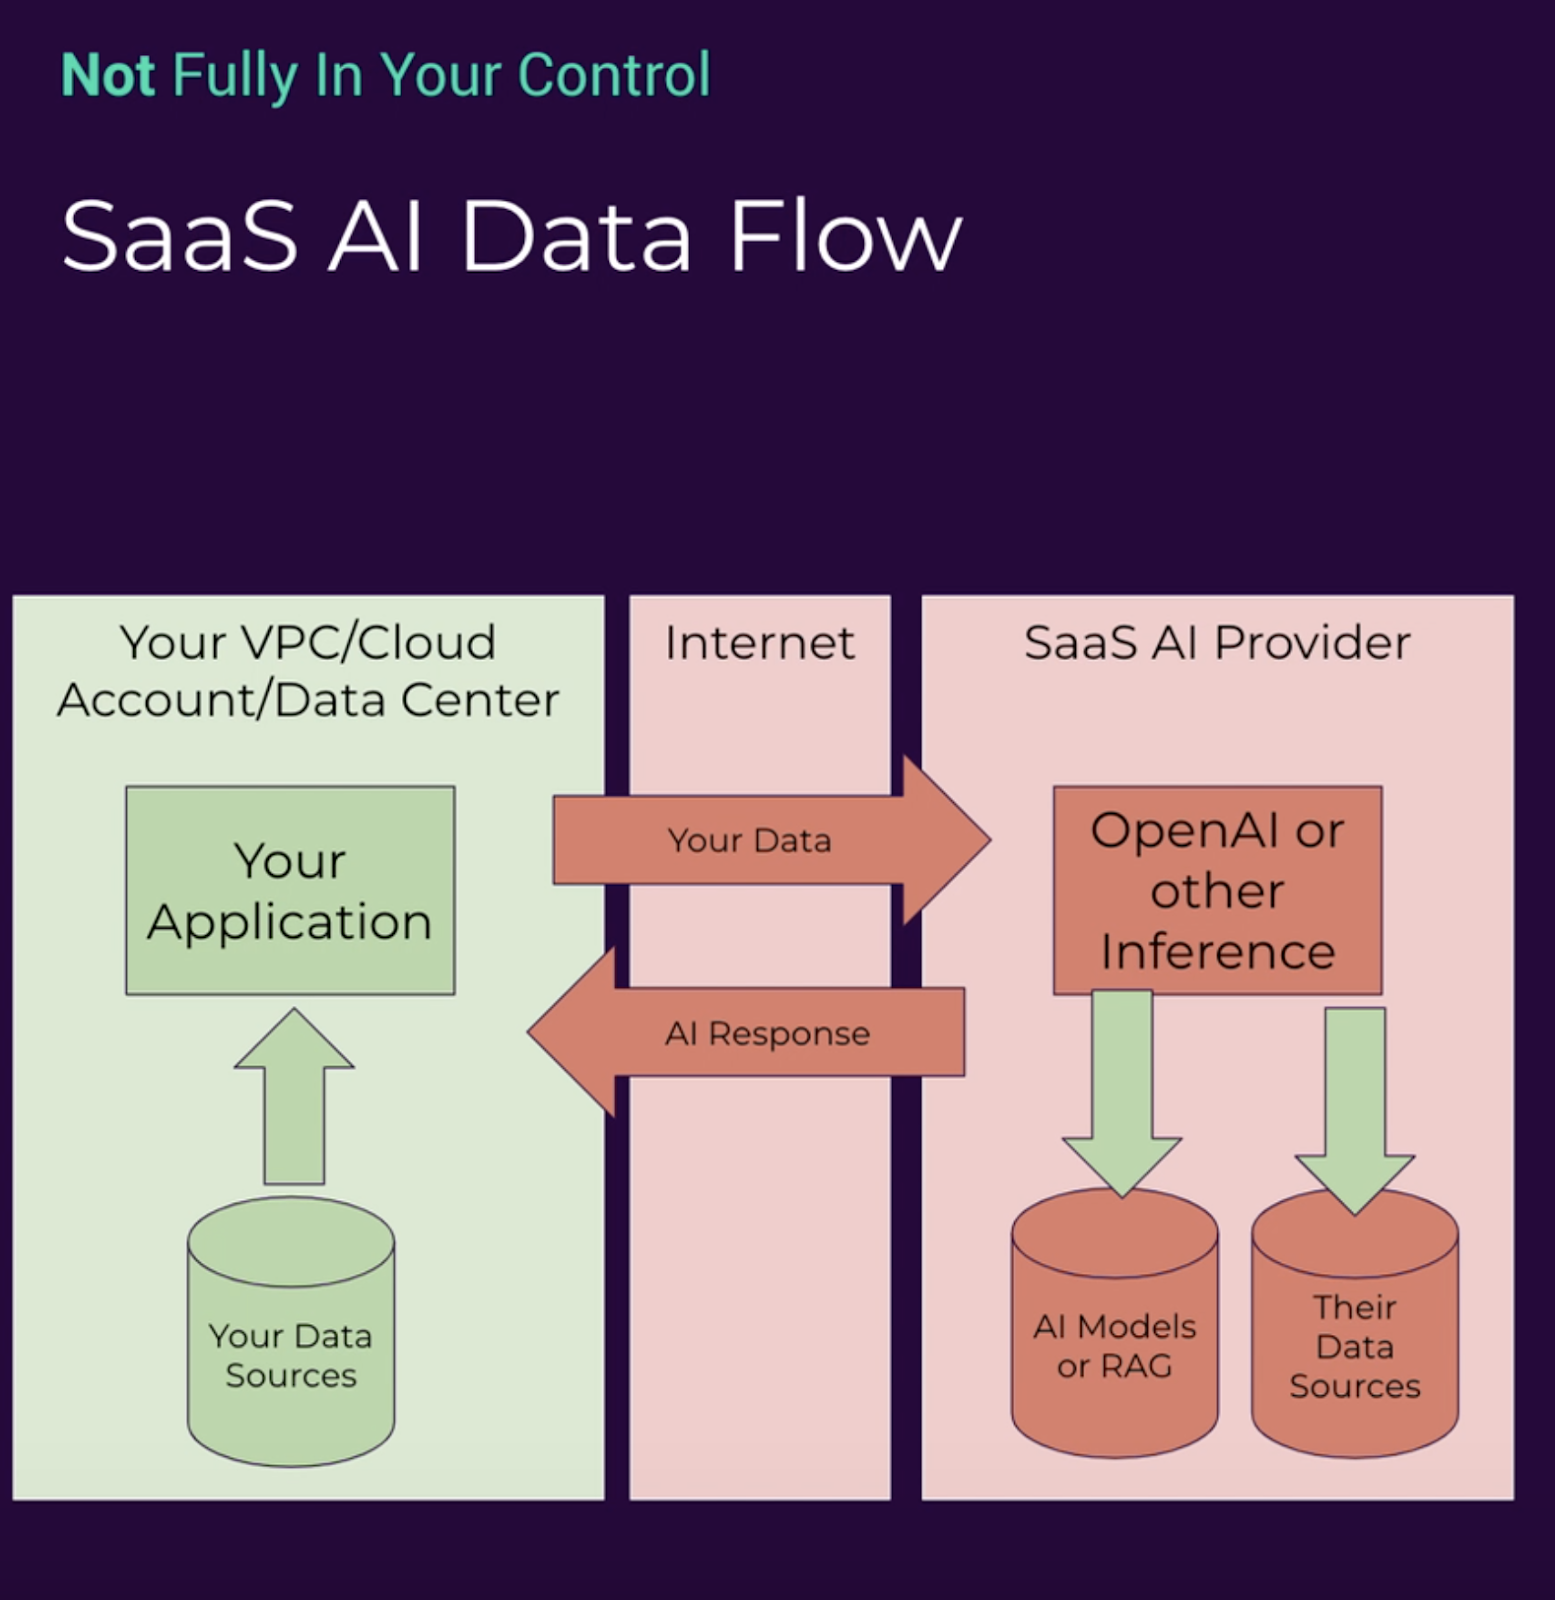 Not Fully In Your Control
SaaS AI Data Flow
Your VPC/Cloud
Account/Data Center
Internet
SaaS AI Provider
Your
Application
Your Data
OpenAI or
other
Inference
AI Response
Your Data
Sources
AI Models
or RAG
Their
Data
Sources